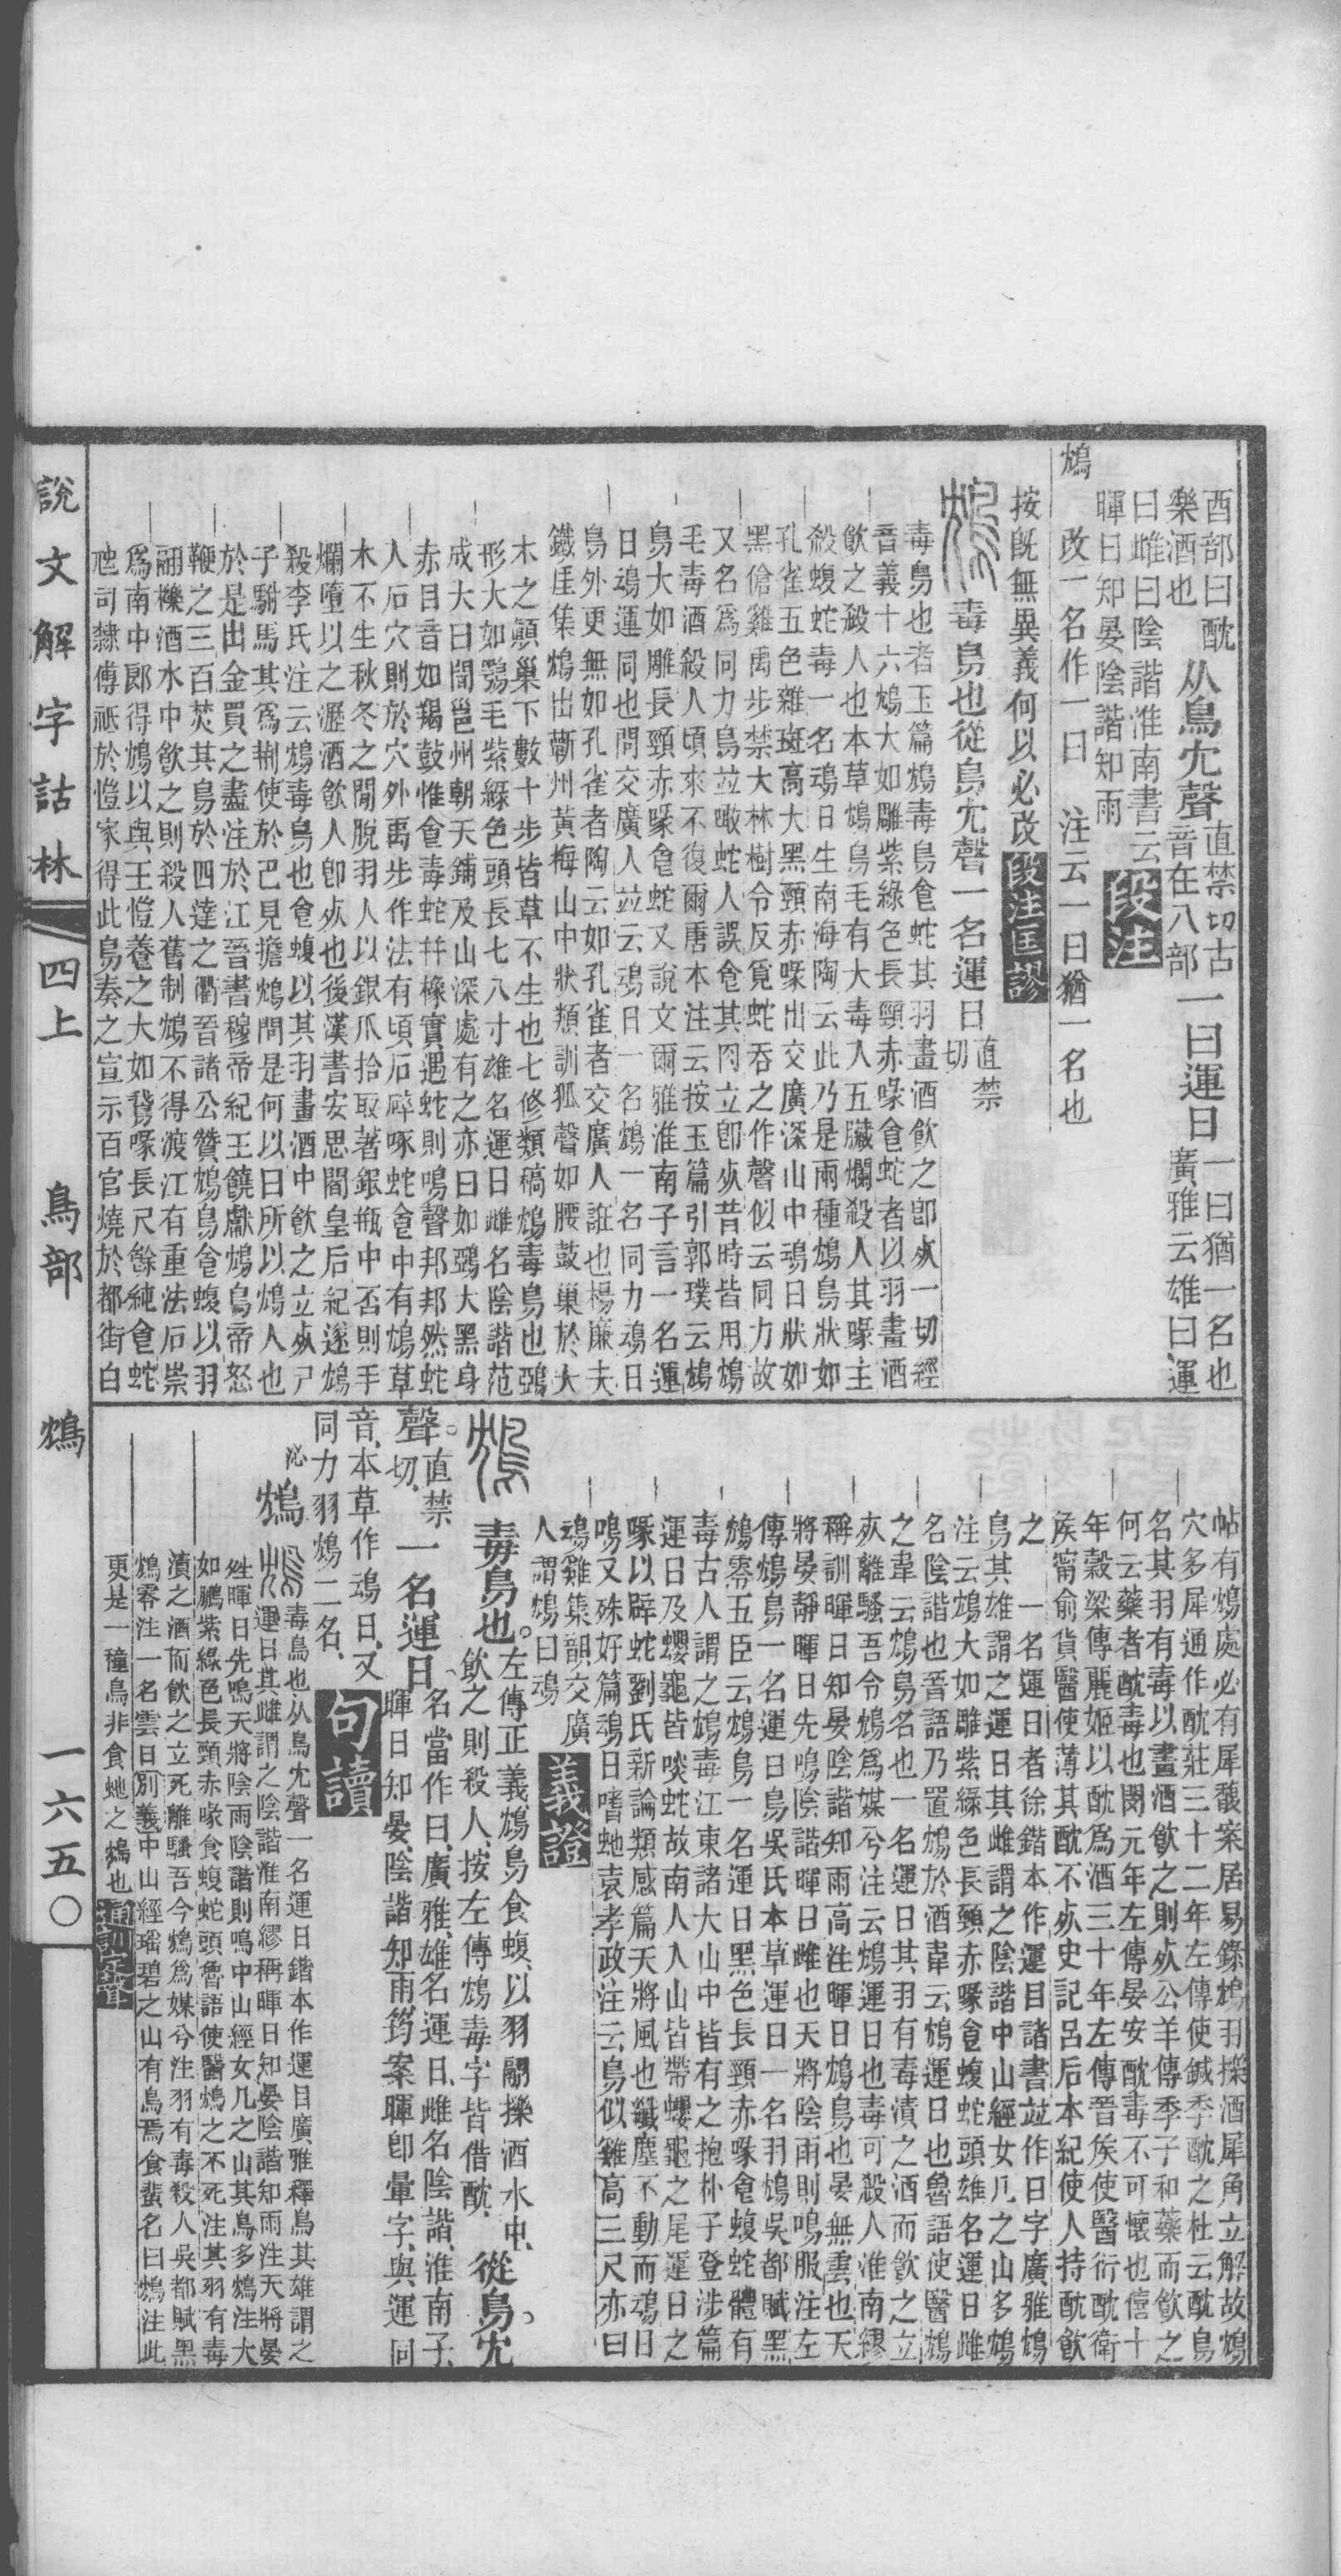 酉部曰酖
樂酒也
从鳥冘聲
直禁切古
音在八部
一曰運日
一曰猶一名也
廣雅云雄曰運
日雌曰陰諧淮南書云
暉日知晏陰諧知雨
段注
鴆
改一名作一曰 注云一曰猶一名也
按既無異義何以必改
段注匡謬
毒鳥也從鳥冘聲一名運日
直禁
切
毒鳥也者玉篇鴆毒鳥食蛇其羽畫酒飲之即死一切經
音義十六鴆大如雕紫綠色長頸赤喙食蛇者以羽畫酒
飲之殺人也本草鴆鳥毛有大毒人五臟爛殺人其喙主
殺蝮蛇毒一名䲰日生南海陶云此乃是兩種鴆鳥狀如
孔雀五色雜斑高大黑頸赤喙出交廣深山中䲰日狀如
黑傖雞禹步禁大林樹令反覓蛇吞之作聲似云同力故
又名爲同力鳥並噉蛇人誤食其肉立即死昔時皆用鴆
毛毒酒殺人頃來不復爾唐本注云按玉篇引郭璞云鴆
鳥大如雕長頸赤喙食蛇又說文爾雅淮南子言一名運
日䲰運同也問交廣人並云䲰日一名鴆一名同力䲰日
鳥外更無如孔雀者陶云如孔雀者交廣人誑也楊廉夫
鐵厓集鴆出蘄州黃梅山中狀類訓狐聲如腰鼓巢於大
木之顛巢下數十步皆草不生也七修類稿鴆毒鳥也鴞
形大如鶚毛紫綠色頭長七八寸雄名運日雌名陰諧范
成大曰聞邕州朝天鋪及山深處有之亦曰如鴉大黑身
赤目音如羯鼓惟食毒蛇并橡實遇蛇則鳴聲邦邦然蛇
人石穴則於穴外禹步作法有頃石碎啄蛇食中有鴆草
木不生秋冬之閒脫羽人以銀爪拾取著銀瓶中否則手
爛墮以之瀝酒飲人即死也後漢書安思閻皇后紀遂鴆
殺李氏注云鴆毒鳥也食蝮以其羽畫酒中飲之立死尸
子駙馬其爲荆使於己見擔鴆問是何以曰所以鴆人也
於是出金買之盡注於江晉書穆帝紀王饒獻鴆鳥帝怒
鞭之三百焚其鳥於四達之衢晉諸公贊鴆鳥食蝮以羽
翮櫟酒水中飲之則殺人舊制鴆不得渡江有重法石崇
爲南中郎得鴆以與王愷養之大如鵞喙長尺餘純食蛇
虺司隸傅祗於愷家得此鳥奏之宣示百官燒於都街白
帖有鴆處必有犀馥案居易錄鴆羽擽酒犀角立解故鴆
穴多犀通作酖莊三十二年左傳使鍼季酖之杜云酖鳥
名其羽有毒以畫酒飲之則死公羊傳季子和藥而飲之
何云藥者酖毒也閔元年左傳晏安酖毒不可懷也僖十
年穀梁傳麗姬以酖爲酒三十年左傳晉侯使醫衍酖衛
侯甯俞貨醫使薄其酖不死史記呂后本紀使人持酖飲
之 一名運日者徐鍇本作運目諸書並作日字廣雅鴆
鳥其雄謂之運日其雌謂之陰諧中山經女几之山多鴆
注云鴆大如雕紫綠色長頸赤喙食蝮蛇頭雄名運日雌
名陰諧也晉語乃置鴆於酒韋云鴆運日也魯語使醫鴆
之韋云鴆鳥名也一名運日其羽有毒漬之酒而飲之立
死離騷吾令鴆爲媒兮注云鴆運日也毒可殺人淮南繆
稱訓暉日知晏陰諧知雨高注暉日鴆鳥也晏無雲也天
將晏靜暉日先鳴陰諧暉日雌也天將陰雨則鳴服注左
傳鴆鳥一名運日鳥吳氏本草運日一名羽鴆吳都賦黑
鴆零五臣云鴆鳥一名運日黑色長頸赤喙食蝮蛇體有
毒古人謂之鴆毒江東諸大山中皆有之抱朴子登涉篇
運日及蠳龜皆啖蛇故南人人山皆帶蠳龜之尾運日之
喙以辟蛇劉氏新論類感篇天將風也纖塵不動而䲰日
鳴又殊好篇䲰日嗜虵袁孝政注云鳥似雞高三尺亦曰
䲰雞集韻交廣
人謂鴆曰䲰
義證
毒鳥也。
左傳正義鴆鳥食蝮、以羽翮擽酒水中、
飲之則殺人、按左傳鴆毒字皆借酖、
從鳥冘
聲。
直禁
切、
一名運日、
名當作曰、廣雅、雄名運日、雌名陰諧、淮南子、
暉日知晏、陰諧知雨、筠案暉卽暈字、與運同
音、本草作䲰日、又
同力羽鴆二名、
句讀
鴆
毒鳥也从鳥冘聲一名運日鍇本作運目廣雅釋鳥其雄謂之
運日其雌謂之陰諧淮南繆稱暉日知晏陰諧知雨注天將晏
姓暉日先鳴天將陰雨陰諧則鳴中山經女几之山其鳥多鴆注大
如鵰紫綠色長頸赤喙食蝮蛇頭魯語使醫鴆之不死注其羽有毒
漬之酒而飲之立死離騷吾令鴆爲媒兮注羽有毒殺人吳都賦黑
鴆零注一名雲日別義中山經瑤碧之山有鳥焉食蜚名曰鴆注此
更是一種鳥非食虵之鴆也
通訓定聲
說文解字詁林 四上 鳥部 鴆 一六五〇